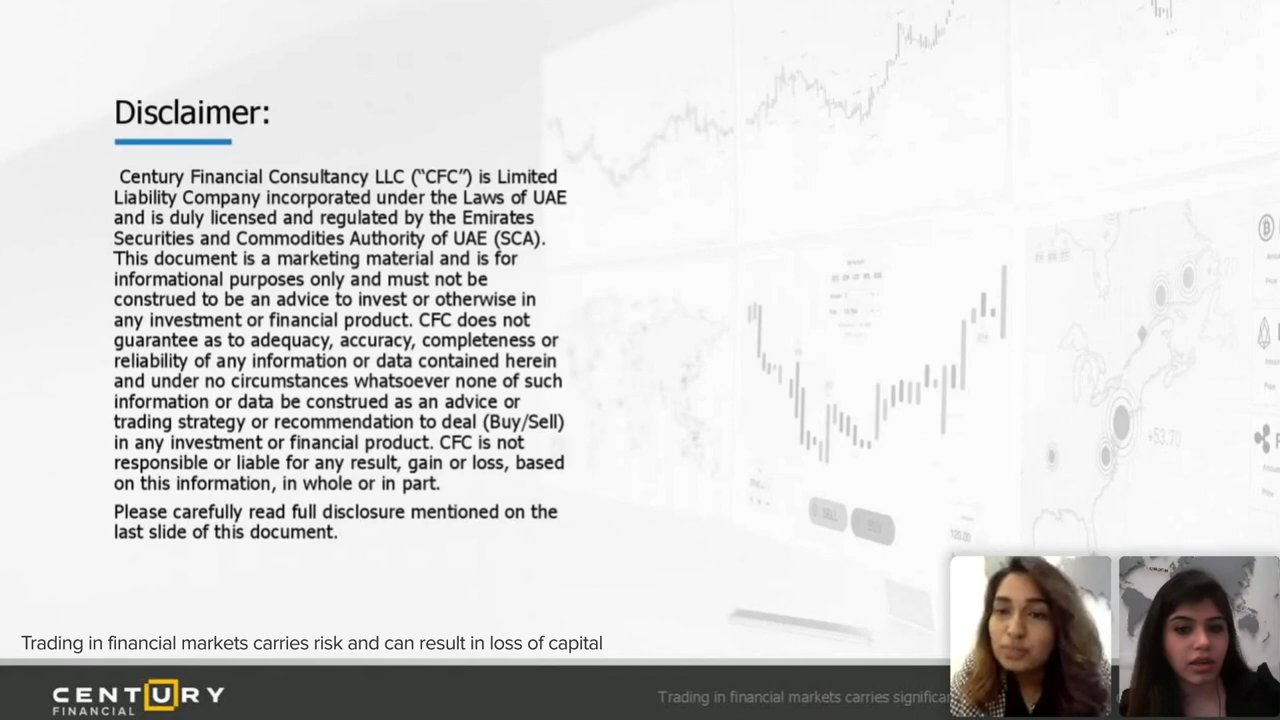 Disclaimer:
Century Financial Consultancy LLC (“CFC”) is Limited
Liability Company incorporated under the Laws of UAE
and is duly licensed and regulated by the Emirates
Securities and Commodities Authority of UAE (SCA).
This document is a marketing material and is for
informational purposes only and must not be
construed to be an advice to invest or otherwise in
any investment or financial product. CFC does not
guarantee as to adequacy, accuracy, completeness or
reliability of any information or data contained herein
and under no circumstances whatsoever none of such
information or data be construed as an advice or
trading strategy or recommendation to deal (Buy/Sell)
in any investment or financial product. CFC is not
responsible or liable for any result, gain or loss, based
on this information, in whole or in part.
Please carefully read full disclosure mentioned on the
last slide of this document.
+53.70
SELL
BUY
120.00
Trading in financial markets carries risk and can result in loss of capital
CENTURY
FINANCIAL
Trading in financial markets carries